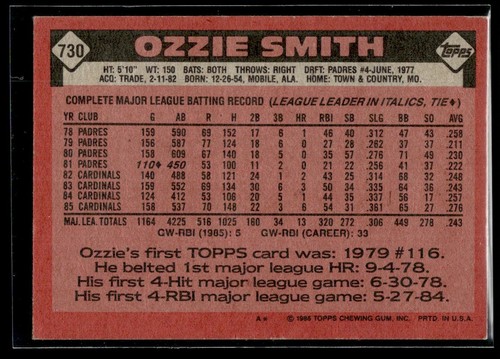 730 OZZIE SMITH Topps
HT: 5'10" WT: 150 BATS: BOTH THROWS: RIGHT DRFT: PADRES #4-JUNE, 1977
ACQ: TRADE, 2-11-82 BORN: 12-26-54, MOBILE, ALA. HOME: TOWN & COUNTRY, MO.
COMPLETE MAJOR LEAGUE BATTING RECORD (LEAGUE LEADER IN ITALICS, TIE♦)
YR CLUB G AB R H 2B 3B HR RBI SB SLG BB SO AVG
78 PADRES 159 590 69 152 17 6 1 46 40 .312 47 43 .258
79 PADRES 156 587 77 124 18 6 0 27 28 .262 37 37 .211
80 PADRES 158 609 67 140 18 5 0 35 57 .276 71 49 .230
81 PADRES 110♦ 450 53 100 11 2 0 21 22 .256 41 37 .222
82 CARDINALS 140 488 58 121 24 1 2 43 25 .314 68 32 .248
83 CARDINALS 159 552 69 134 30 6 3 50 34 .336 64 36 .243
84 CARDINALS 124 412 53 106 20 5 1 44 35 .337 56 17 .257
85 CARDINALS 158 537 70 148 22 3 6 54 31 .361 65 27 .276
MAJ. LEA. TOTALS 1164 4225 516 1025 160 34 13 320 272 .306 449 278 .243
GW-RBI (1985): 5 GW-RBI (CAREER): 33
Ozzie's first TOPPS card was: 1979 #116.
He belted 1st major league HR: 9-4-78.
His first 4-Hit major league game: 6-30-78.
His first 4-RBI major league game: 5-27-84.
A* © 1986 TOPPS CHEWING GUM, INC. PRTD. IN U.S.A.